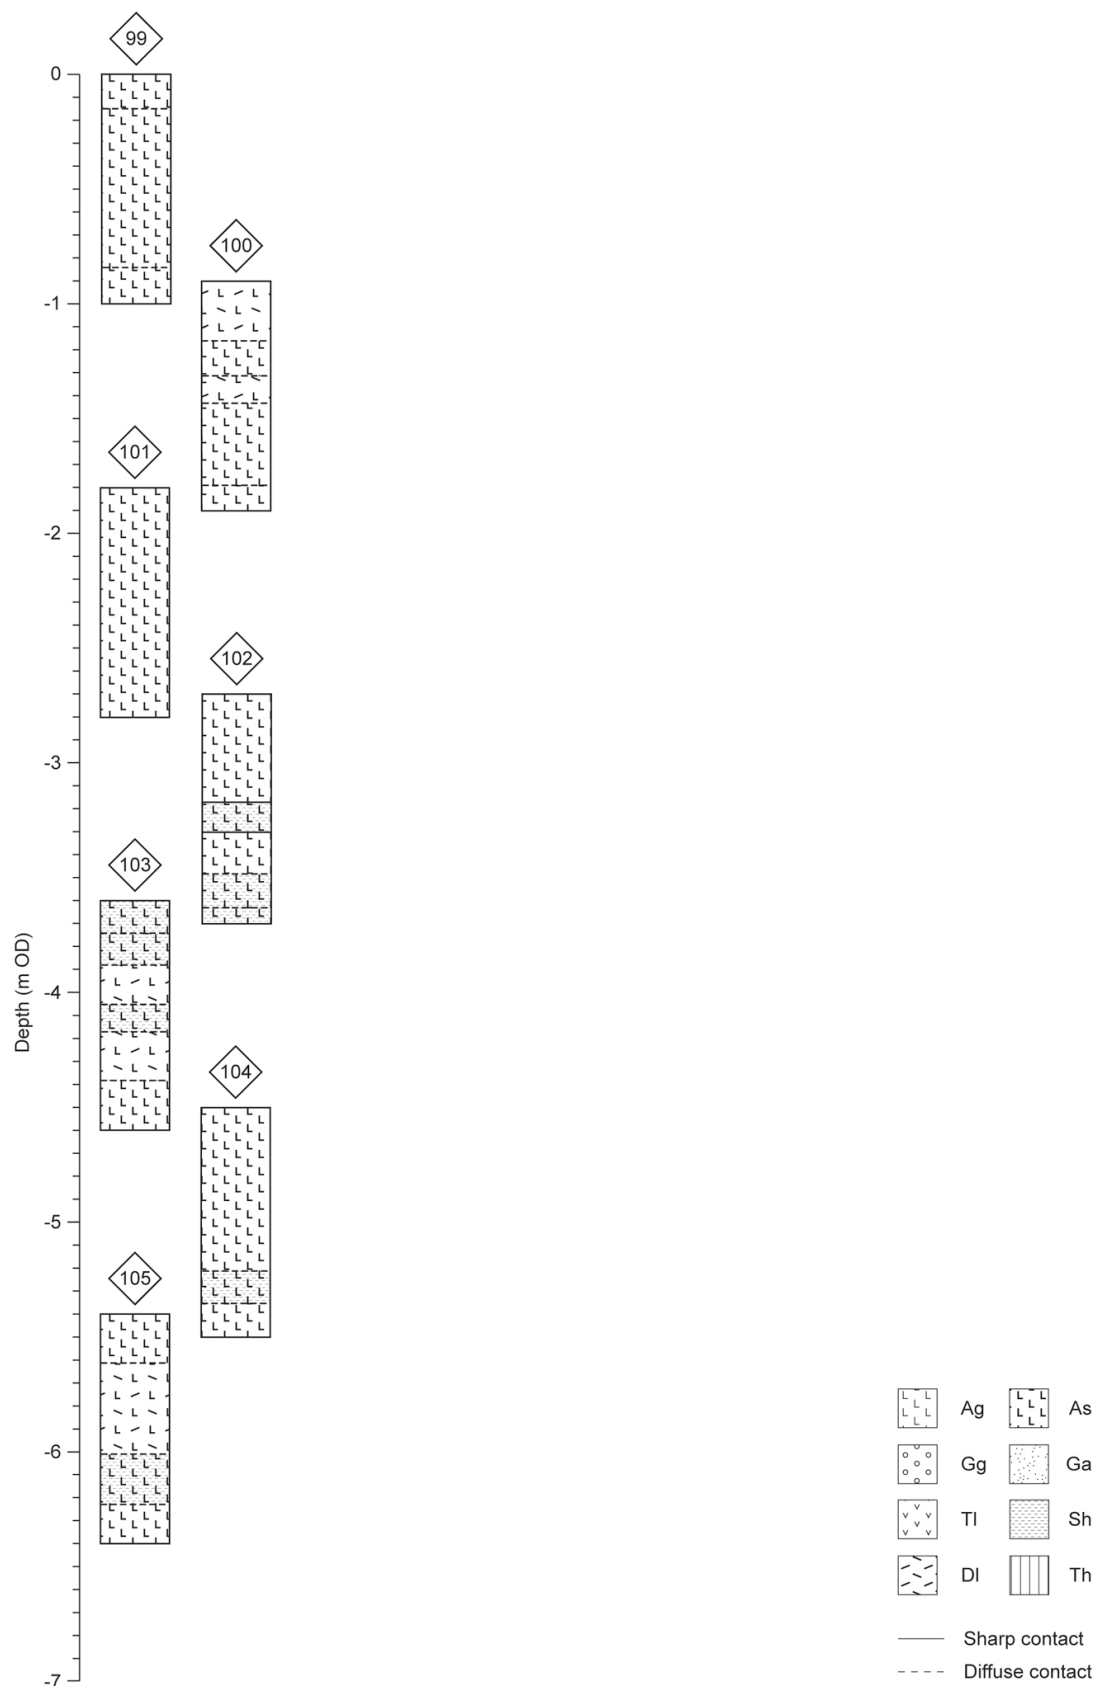 99
0
100
-1
101
-2
102
-3
103
Depth (m OD)
-4
104
-5
105
-6
Ag As
Gg Ga
Tl Sh
Dl Th
Sharp contact
Diffuse contact
-7